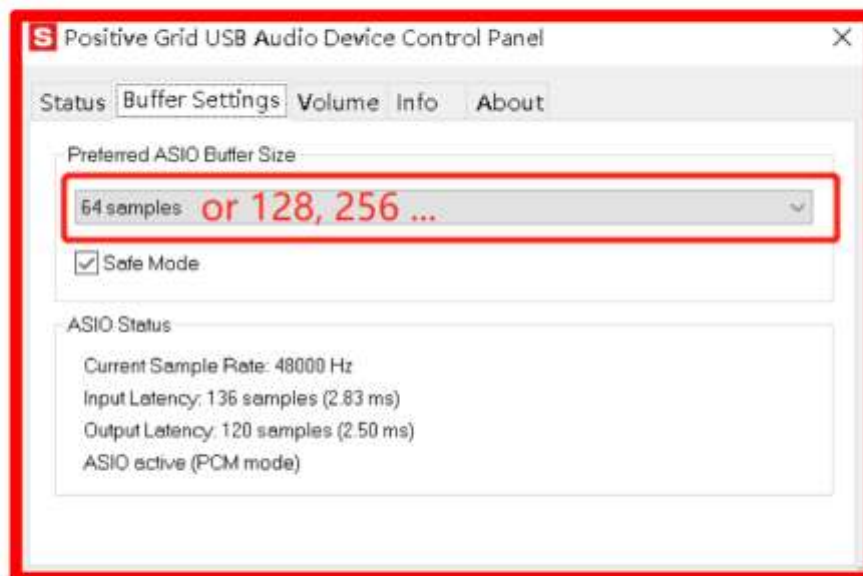 S Positive Grid USB Audio Device Control Panel
Status Buffer Settings Volume Info About
Preferred ASIO Buffer Size
64 samples or 128, 256 ...
Safe Mode
ASIO Status
Current Sample Rate: 48000 Hz
Input Latency: 136 samples (2.83 ms)
Output Latency: 120 samples (2.50 ms)
ASIO active (PCM mode)